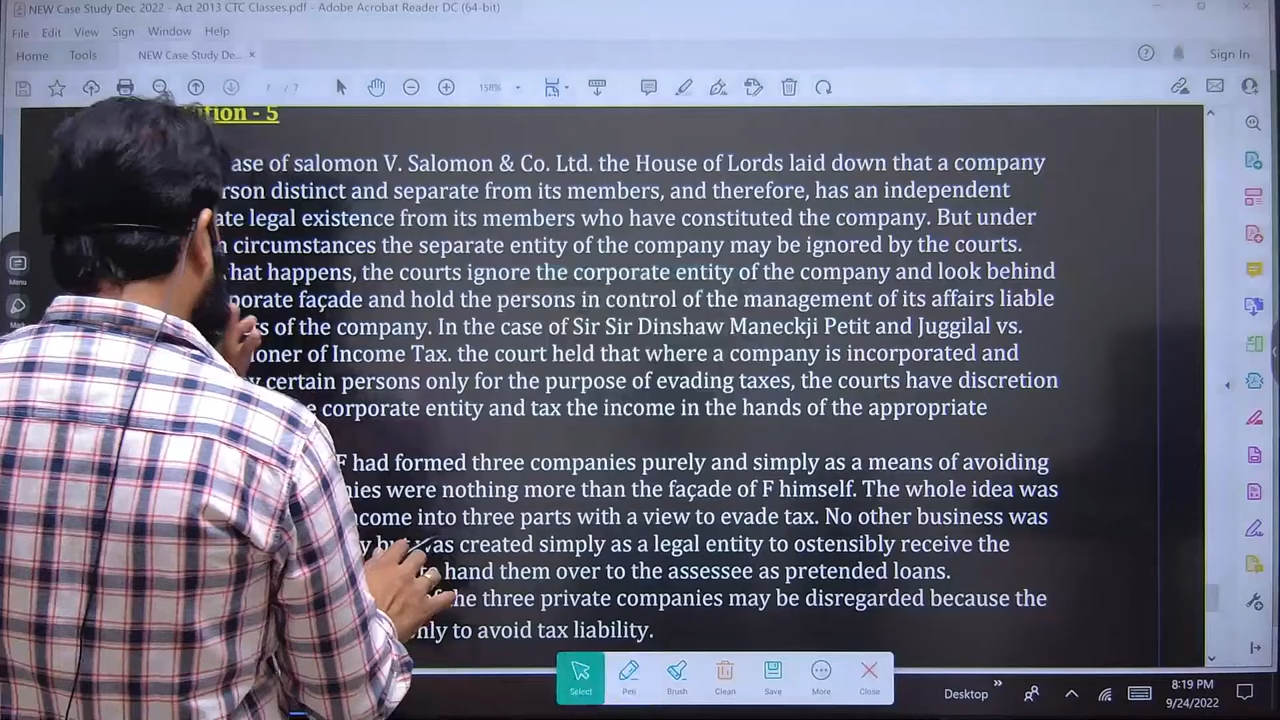 NEW Case Study Dec 2022 - Act 2013 CTC Classes.pdf - Adobe Acrobat Reader DC (64-bit)
File Edit View Sign Window Help
Home Tools NEW Case Study De... × Sign In
7 / 7 158%
- 5
of salomon V. Salomon & Co. Ltd. the House of Lords laid down that a company
distinct and separate from its members, and therefore, has an independent
legal existence from its members who have constituted the company. But under
circumstances the separate entity of the company may be ignored by the courts.
happens, the courts ignore the corporate entity of the company and look behind
façade and hold the persons in control of the management of its affairs liable
of the company. In the case of Sir Sir Dinshaw Maneckji Petit and Juggilal vs.
of Income Tax. the court held that where a company is incorporated and
certain persons only for the purpose of evading taxes, the courts have discretion
corporate entity and tax the income in the hands of the appropriate
F had formed three companies purely and simply as a means of avoiding
were nothing more than the façade of F himself. The whole idea was
into three parts with a view to evade tax. No other business was
was created simply as a legal entity to ostensibly receive the
hand them over to the assessee as pretended loans.
the three private companies may be disregarded because the
to avoid tax liability.
Menu
Select Pen Brush Clean Save More Close
Desktop
8:19 PM
9/24/2022